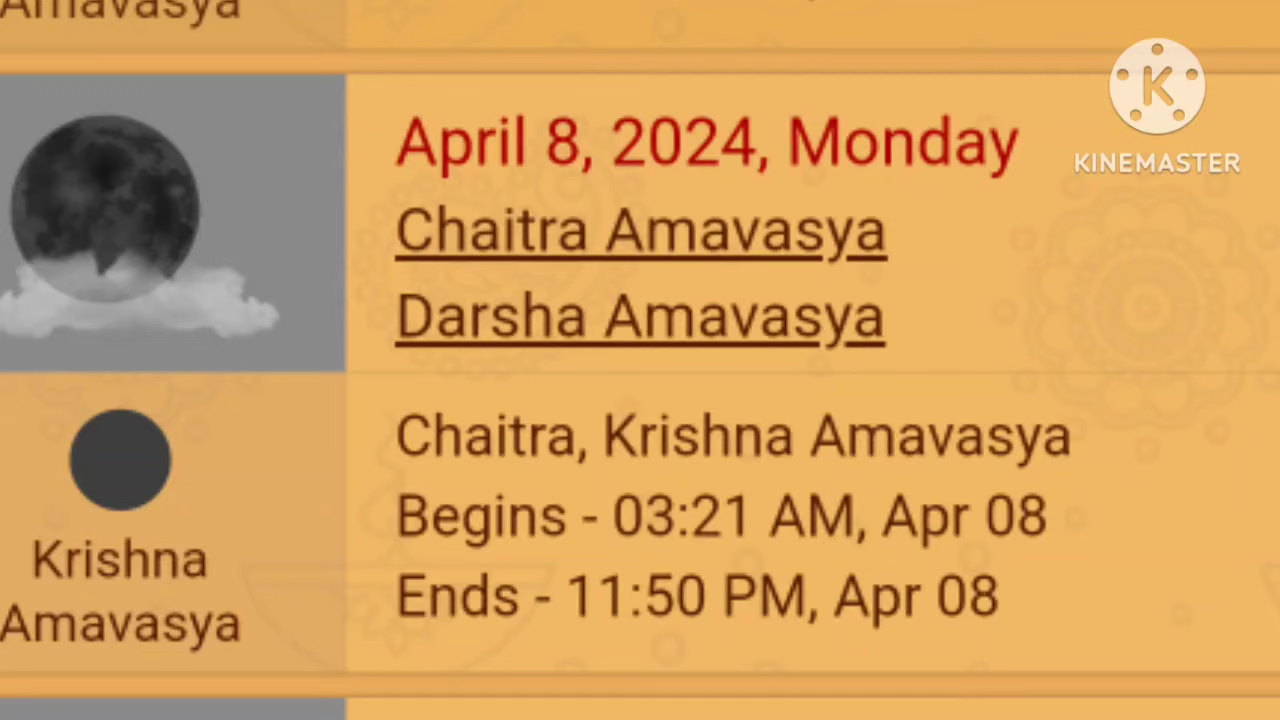 Amavasya
April 8, 2024, Monday
Chaitra Amavasya
Darsha Amavasya
KINEMASTER
Chaitra, Krishna Amavasya
Begins - 03:21 AM, Apr 08
Ends - 11:50 PM, Apr 08
Krishna
Amavasya